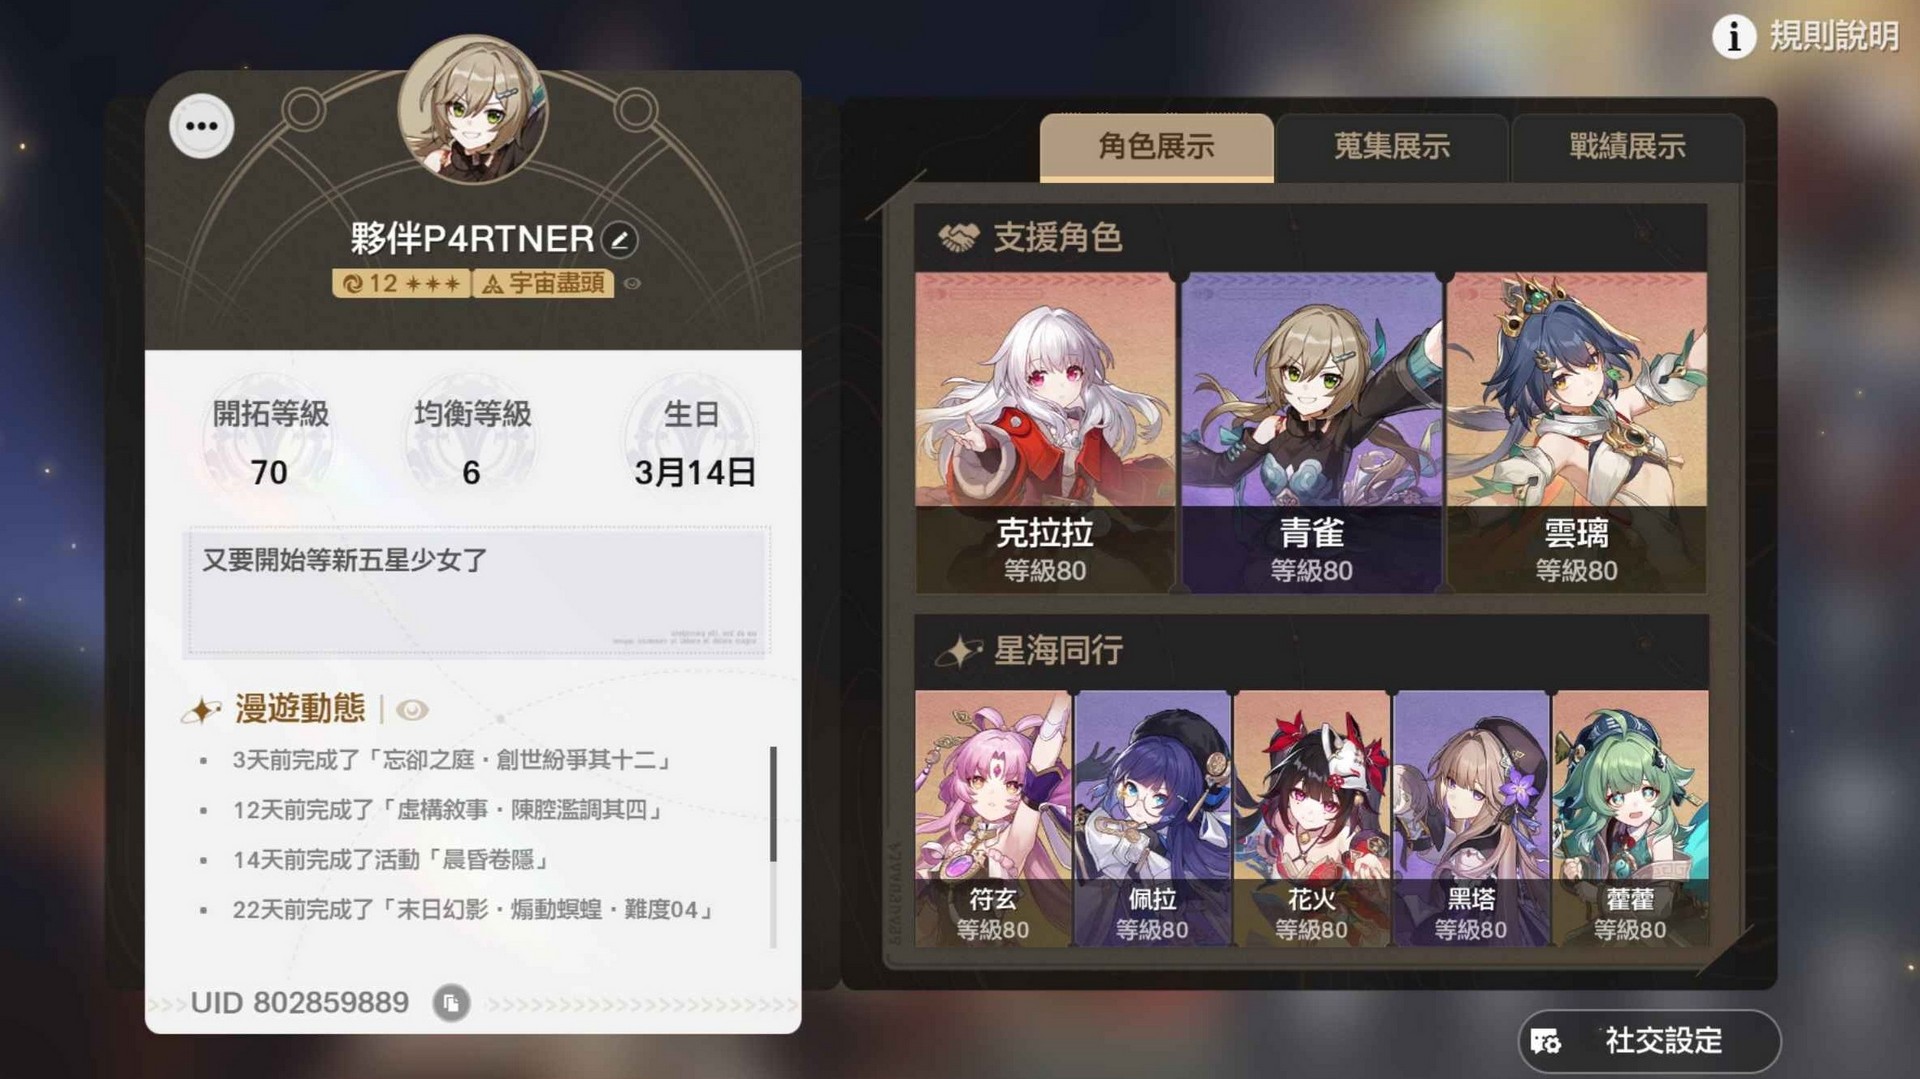 規則說明
夥伴P4RTNER
12
宇宙盡頭
開拓等級
70
均衡等級
6
生日
3月14日
又要開始等新五星少女了
漫遊動態
3天前完成了「忘卻之庭·創世紛爭其十二」
12天前完成了「虛構敘事·陳腔濫調其四」
14天前完成了活動「晨昏卷隱」
22天前完成了「末日幻影·煽動螟蝗·難度04」
UID 802859889
角色展示
蒐集展示
戰績展示
支援角色
克拉拉
等級80
青雀
等級80
雲璃
等級80
星海同行
符玄
等級80
佩拉
等級80
花火
等級80
黑塔
等級80
藿藿
等級80
社交設定